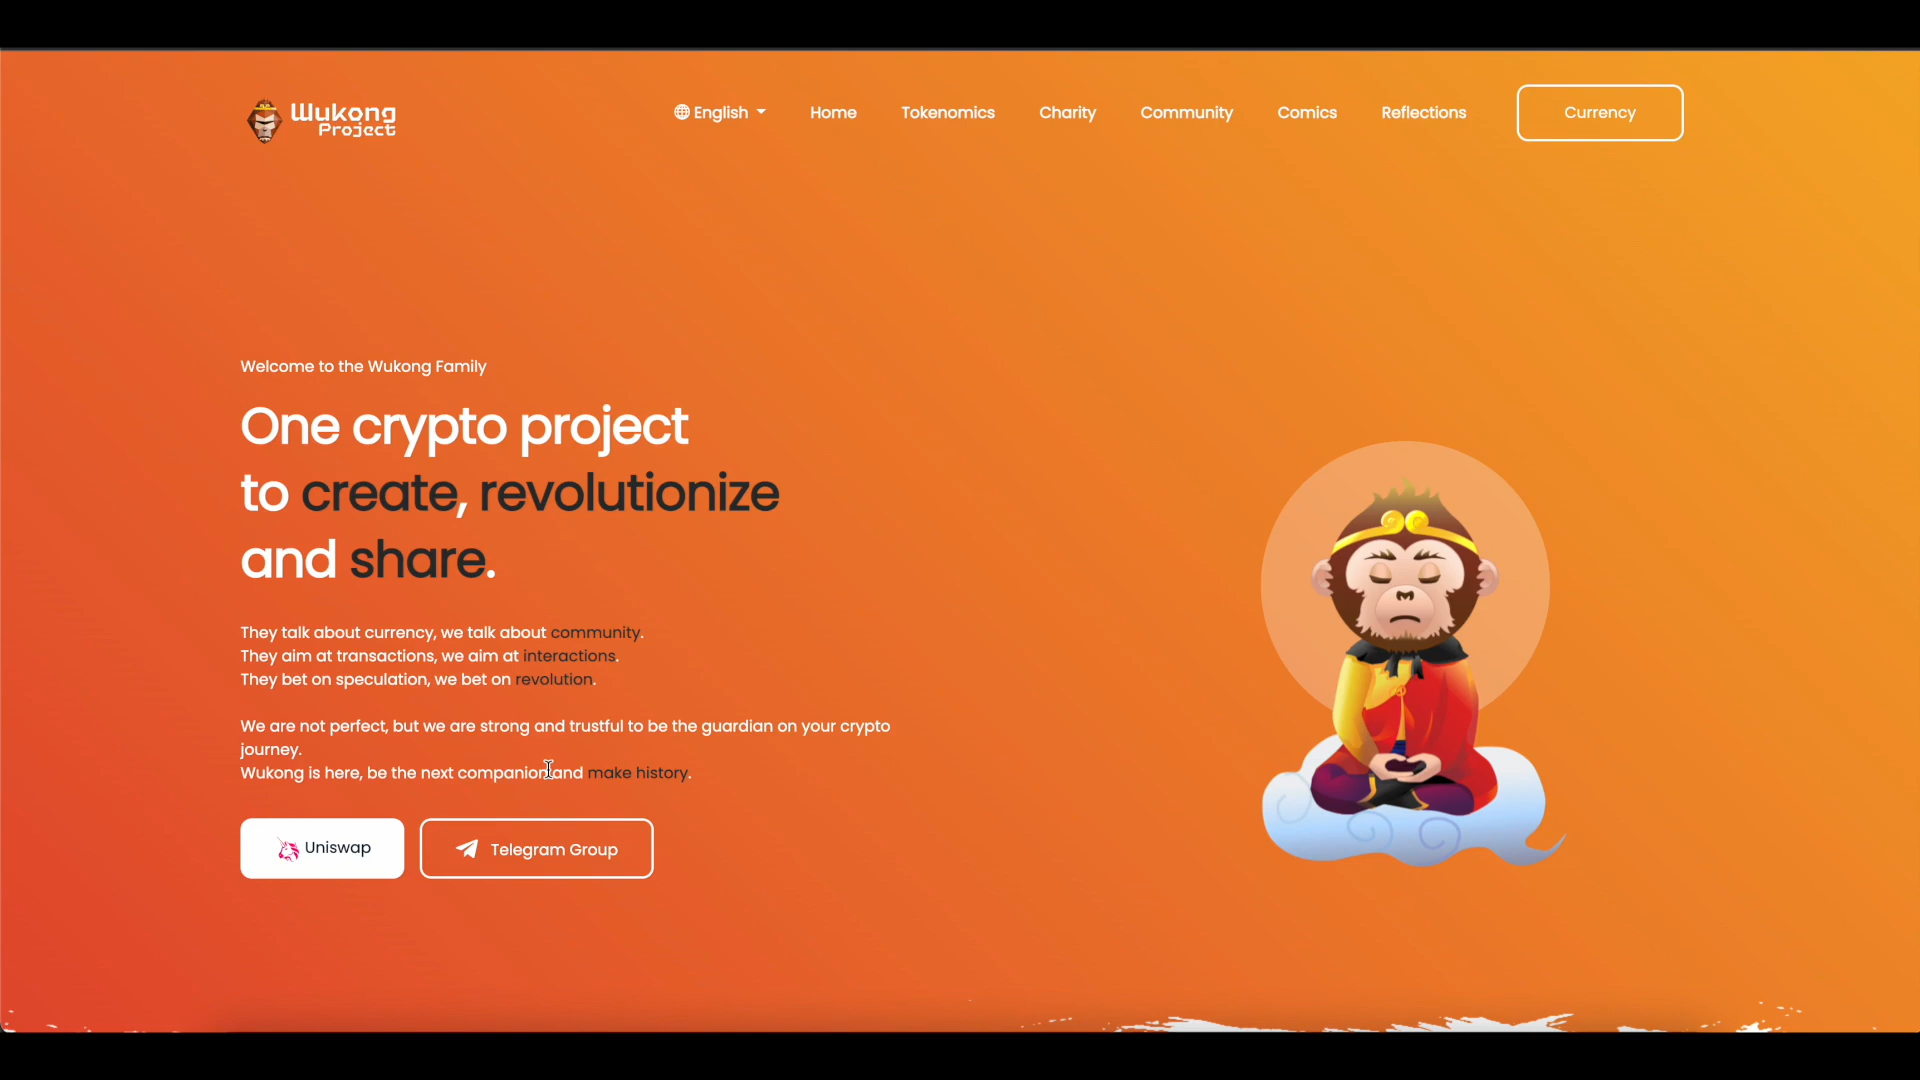 Wukong
Project
English
Home
Tokenomics
Charity
Community
Comics
Reflections
Currency
Welcome to the Wukong Family
One crypto project
to create, revolutionize
and share.
They talk about currency, we talk about community.
They aim at transactions, we aim at interactions.
They bet on speculation, we bet on revolution.
We are not perfect, but we are strong and trustful to be the guardian on your crypto
journey.
Wukong is here, be the next companion and make history.
Uniswap
Telegram Group